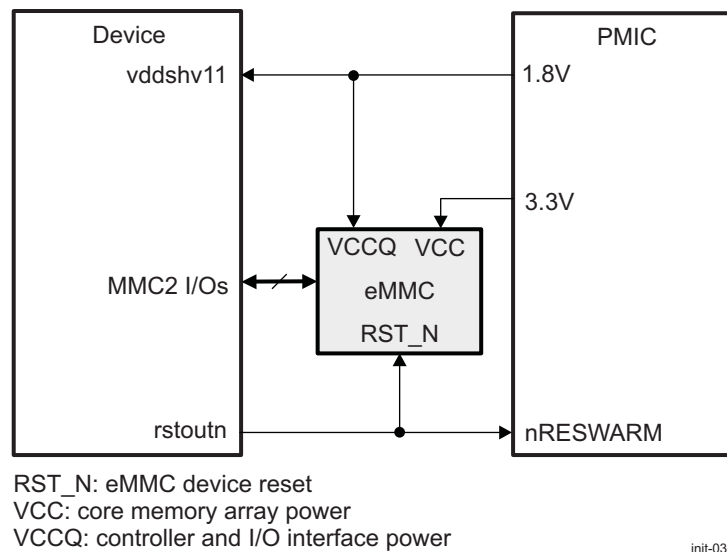 Device
PMIC
vddshv11
1.8V
3.3V
VCCQ VCC
MMC2 I/Os
eMMC
RST_N
rstoutn
nRESWARM
RST_N: eMMC device reset
VCC: core memory array power
VCCQ: controller and I/O interface power
init-03